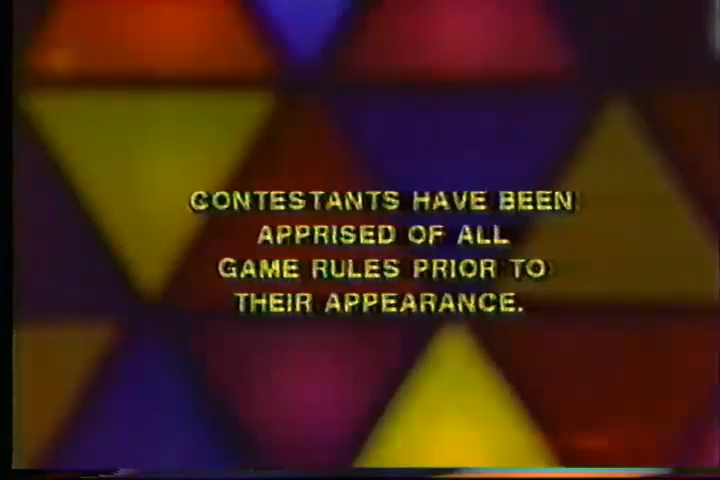 CONTESTANTS HAVE BEEN
APPRISED OF ALL
GAME RULES PRIOR TO
THEIR APPEARANCE.